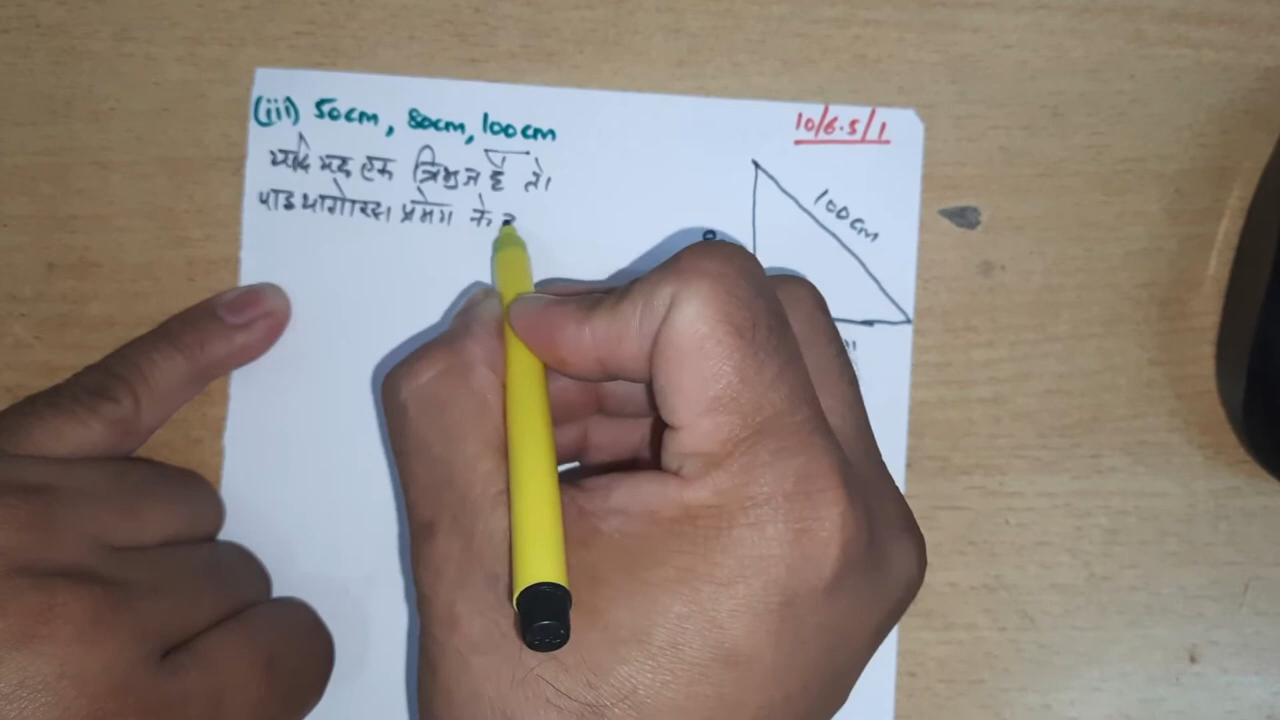 (iii) 50cm, 80cm, 100cm
10/6.5/1
यदि यह एक त्रिभुज है तो
पाइथागोरस प्रमेय के
100cm